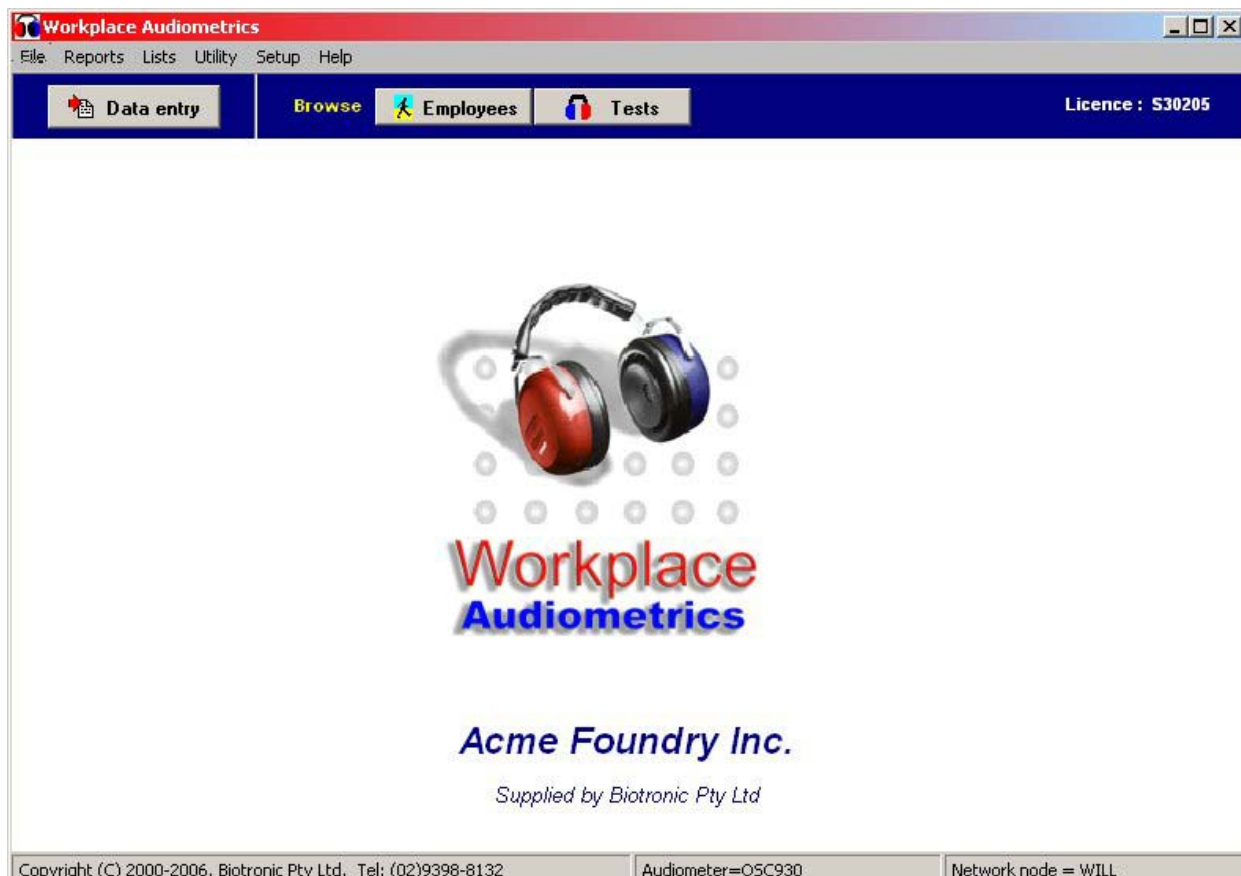 Workplace Audiometrics
File Reports Lists Utility Setup Help
Data entry Browse Employees Tests Licence : S30205
Workplace
Audiometrics
Acme Foundry Inc.
Supplied by Biotronic Pty Ltd
Copyright (C) 2000-2006, Biotronic Pty Ltd, Tel: (02)9398-8132 Audiometer=OSC930 Network node = WILL